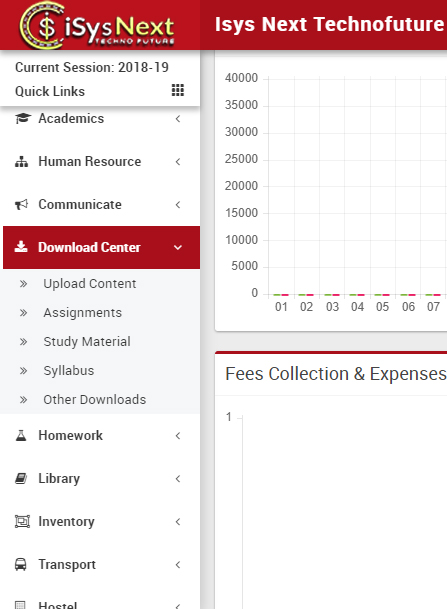 iSysNext
TECHNO FUTURE
Isys Next Technofuture
Current Session: 2018-19
Quick Links
Academics
Human Resource
Communicate
Download Center
Upload Content
Assignments
Study Material
Syllabus
Other Downloads
Homework
Library
Inventory
Transport
Hostel
40000
35000
30000
25000
20000
15000
10000
5000
0
01 02 03 04 05 06 07
Fees Collection & Expenses
1